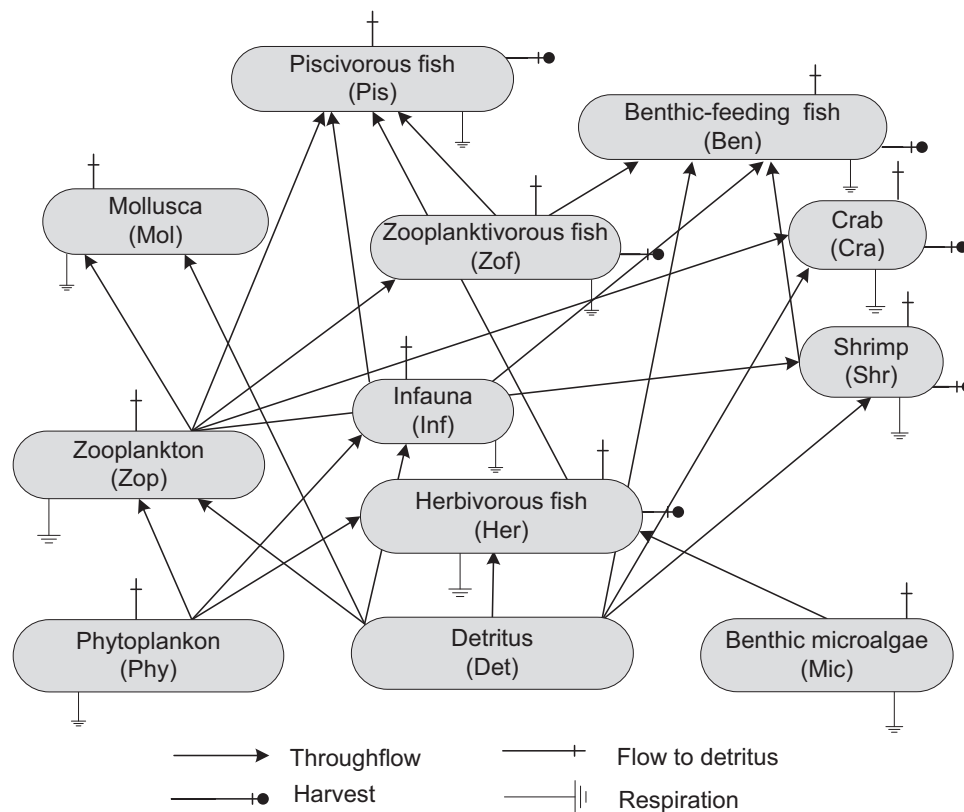 Piscivorous fish
(Pis)
Benthic-feeding fish
(Ben)
Mollusca
(Mol)
Zooplanktivorous fish
(Zof)
Crab
(Cra)
Shrimp
(Shr)
Infauna
(Inf)
Zooplankton
(Zop)
Herbivorous fish
(Her)
Phytoplankon
(Phy)
Detritus
(Det)
Benthic microalgae
(Mic)
Throughflow
Flow to detritus
Harvest
Respiration